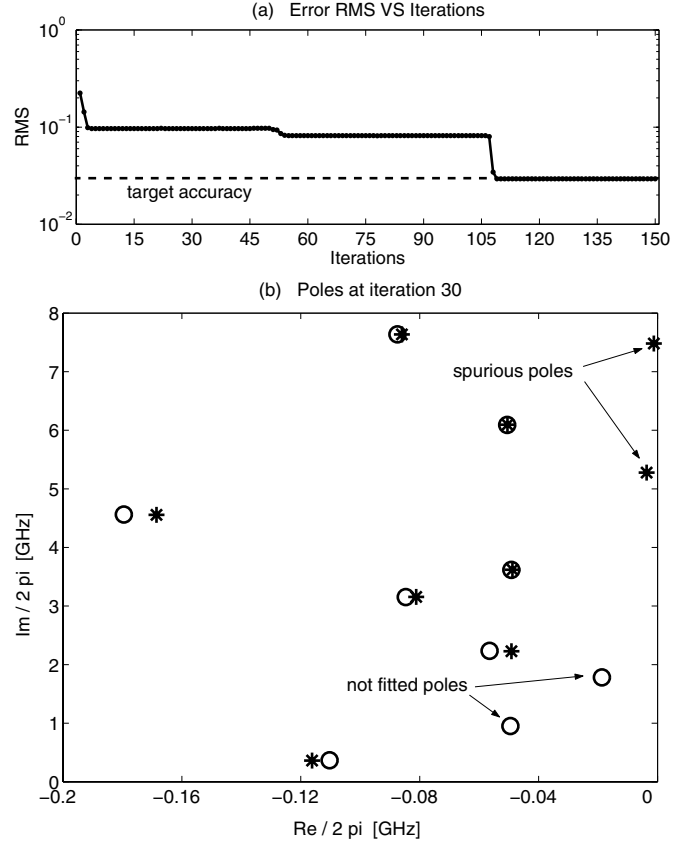 (a) Error RMS VS Iterations
10^0
10^-1
10^-2
RMS
target accuracy
0 15 30 45 60 75 90 105 120 135 150
Iterations
(b) Poles at iteration 30
8
7
6
5
4
3
2
1
0
Im / 2 pi [GHz]
spurious poles
not fitted poles
−0.2 −0.16 −0.12 −0.08 −0.04 0
Re / 2 pi [GHz]